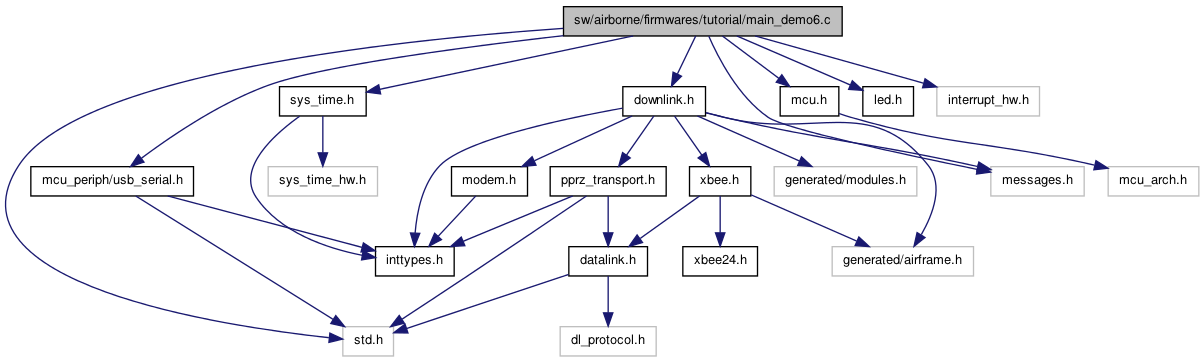 sw/airborne/firmwares/tutorial/main_demo6.c
sys_time.h
downlink.h
mcu.h
led.h
interrupt_hw.h
mcu_periph/usb_serial.h
sys_time_hw.h
modem.h
pprz_transport.h
xbee.h
generated/modules.h
messages.h
mcu_arch.h
inttypes.h
datalink.h
xbee24.h
generated/airframe.h
std.h
dl_protocol.h